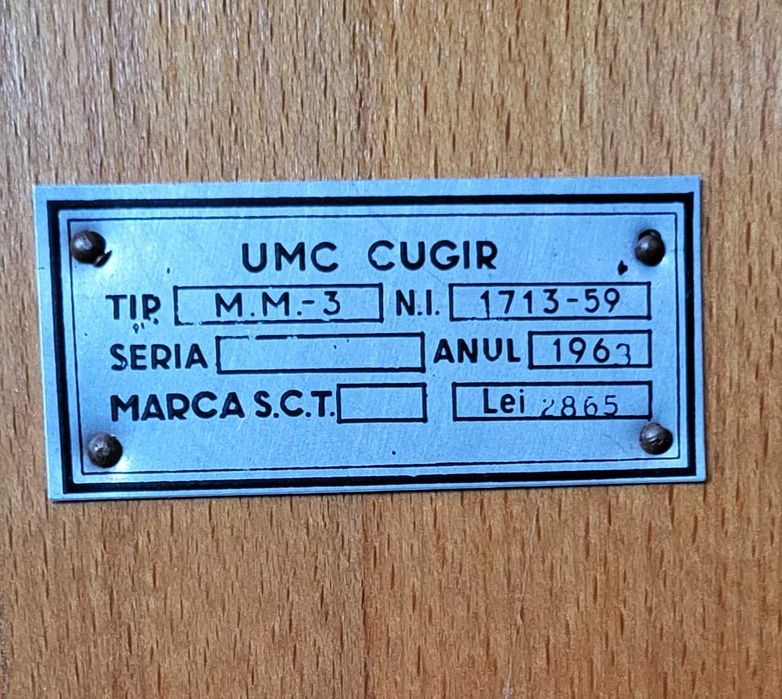 UMC CUGIR
TIP M.M.-3 N.I. 1713-59
SERIA ANUL 1963
MARCA S.C.T. Lei 2865